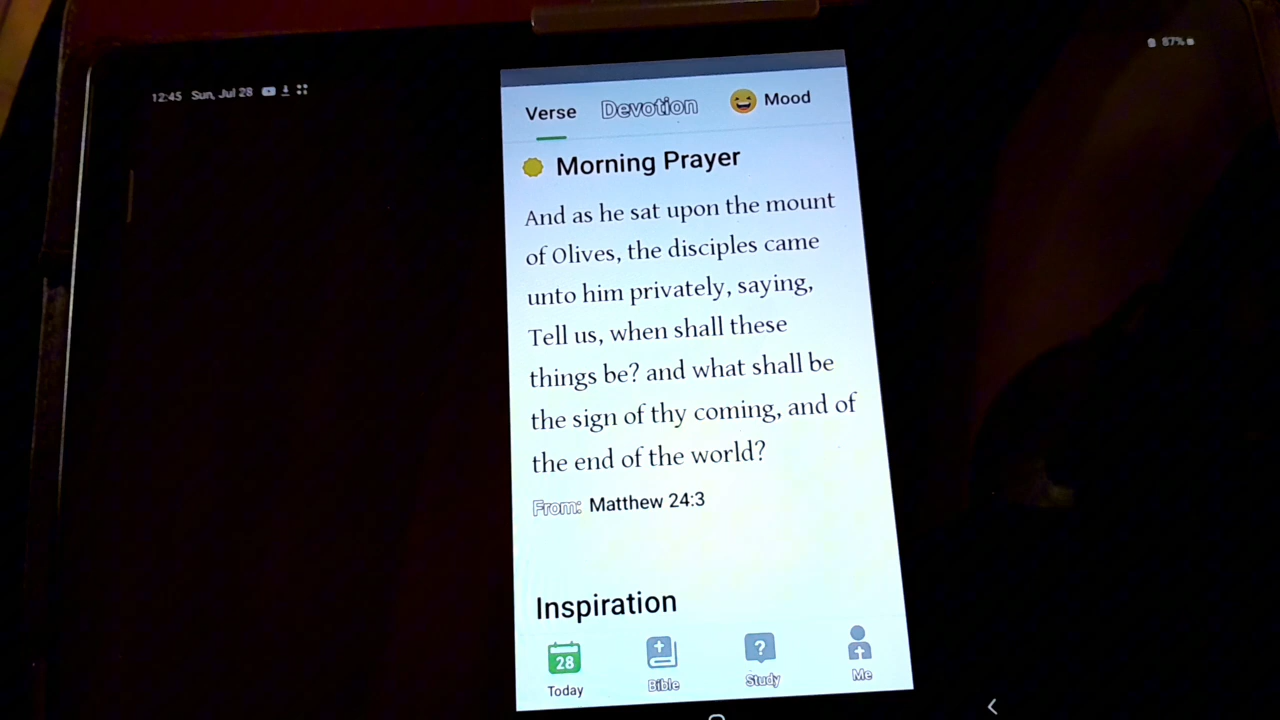 12:45 Sun, Jul 28
87%
Verse Devotion Mood
Morning Prayer
And as he sat upon the mount
of Olives, the disciples came
unto him privately, saying,
Tell us, when shall these
things be? and what shall be
the sign of thy coming, and of
the end of the world?
From: Matthew 24:3
Inspiration
28 ?
Today Bible Study Me